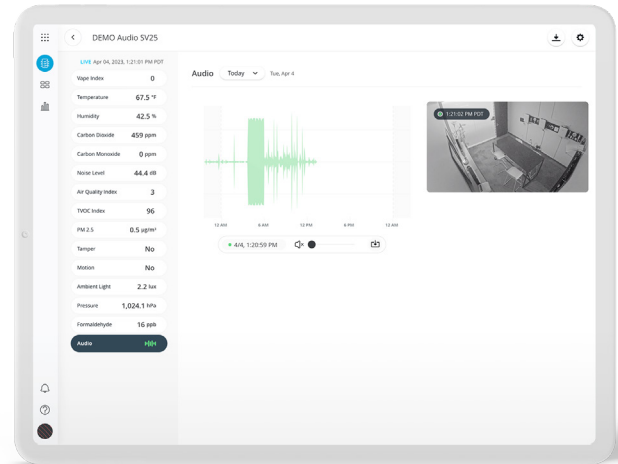 DEMO Audio SV25
LIVE Apr 04, 2023, 1:21:01 PM PDT
Vape Index 0
Temperature 67.5 °F
Humidity 42.5 %
Carbon Dioxide 459 ppm
Carbon Monoxide 0 ppm
Noise Level 44.4 dB
Air Quality Index 3
TVOC Index 96
PM 2.5 0.5 µg/m³
Tamper No
Motion No
Ambient Light 2.2 lux
Pressure 1,024.1 hPa
Formaldehyde 16 ppb
Audio
Audio Today Tue, Apr 4
1:21:02 PM PDT
12 AM 6 AM 12 PM 6 PM 12 AM
4/4, 1:20:59 PM